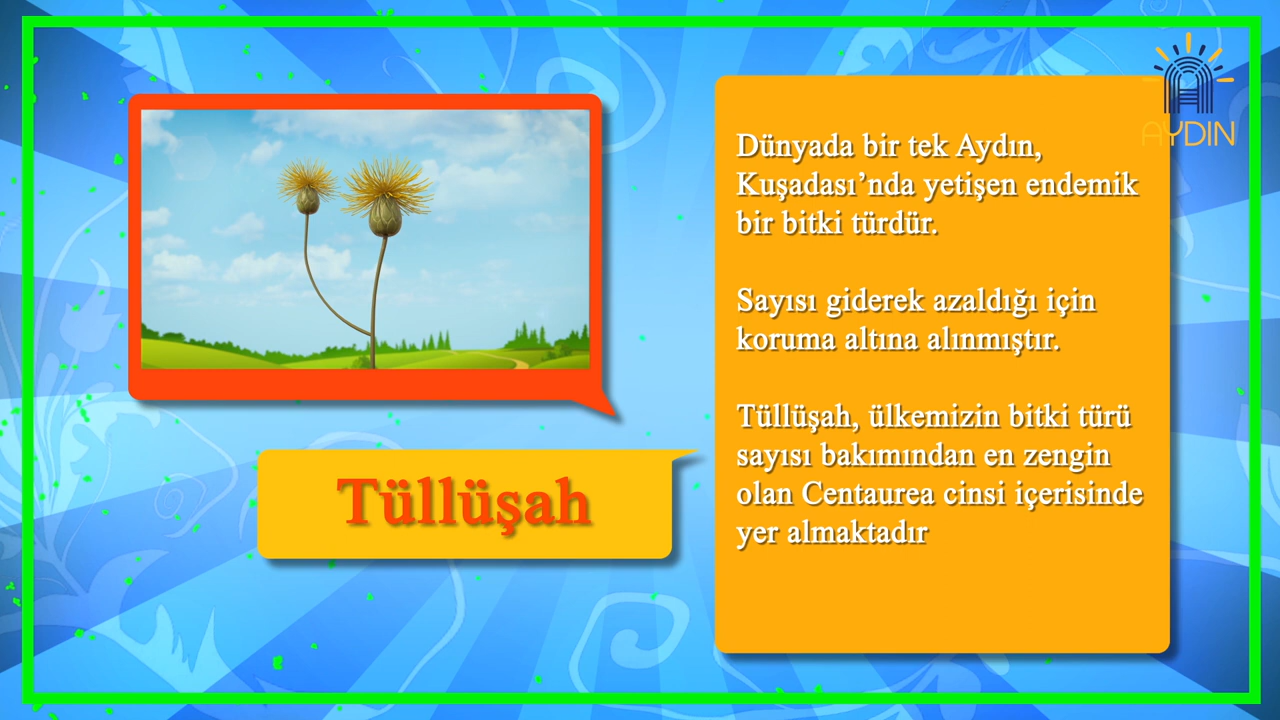 AYDIN
Dünyada bir tek Aydın,
Kuşadası’nda yetişen endemik
bir bitki türdür.
Sayısı giderek azaldığı için
koruma altına alınmıştır.
Tüllüşah, ülkemizin bitki türü
sayısı bakımından en zengin
olan Centaurea cinsi içerisinde
yer almaktadır
Tüllüşah